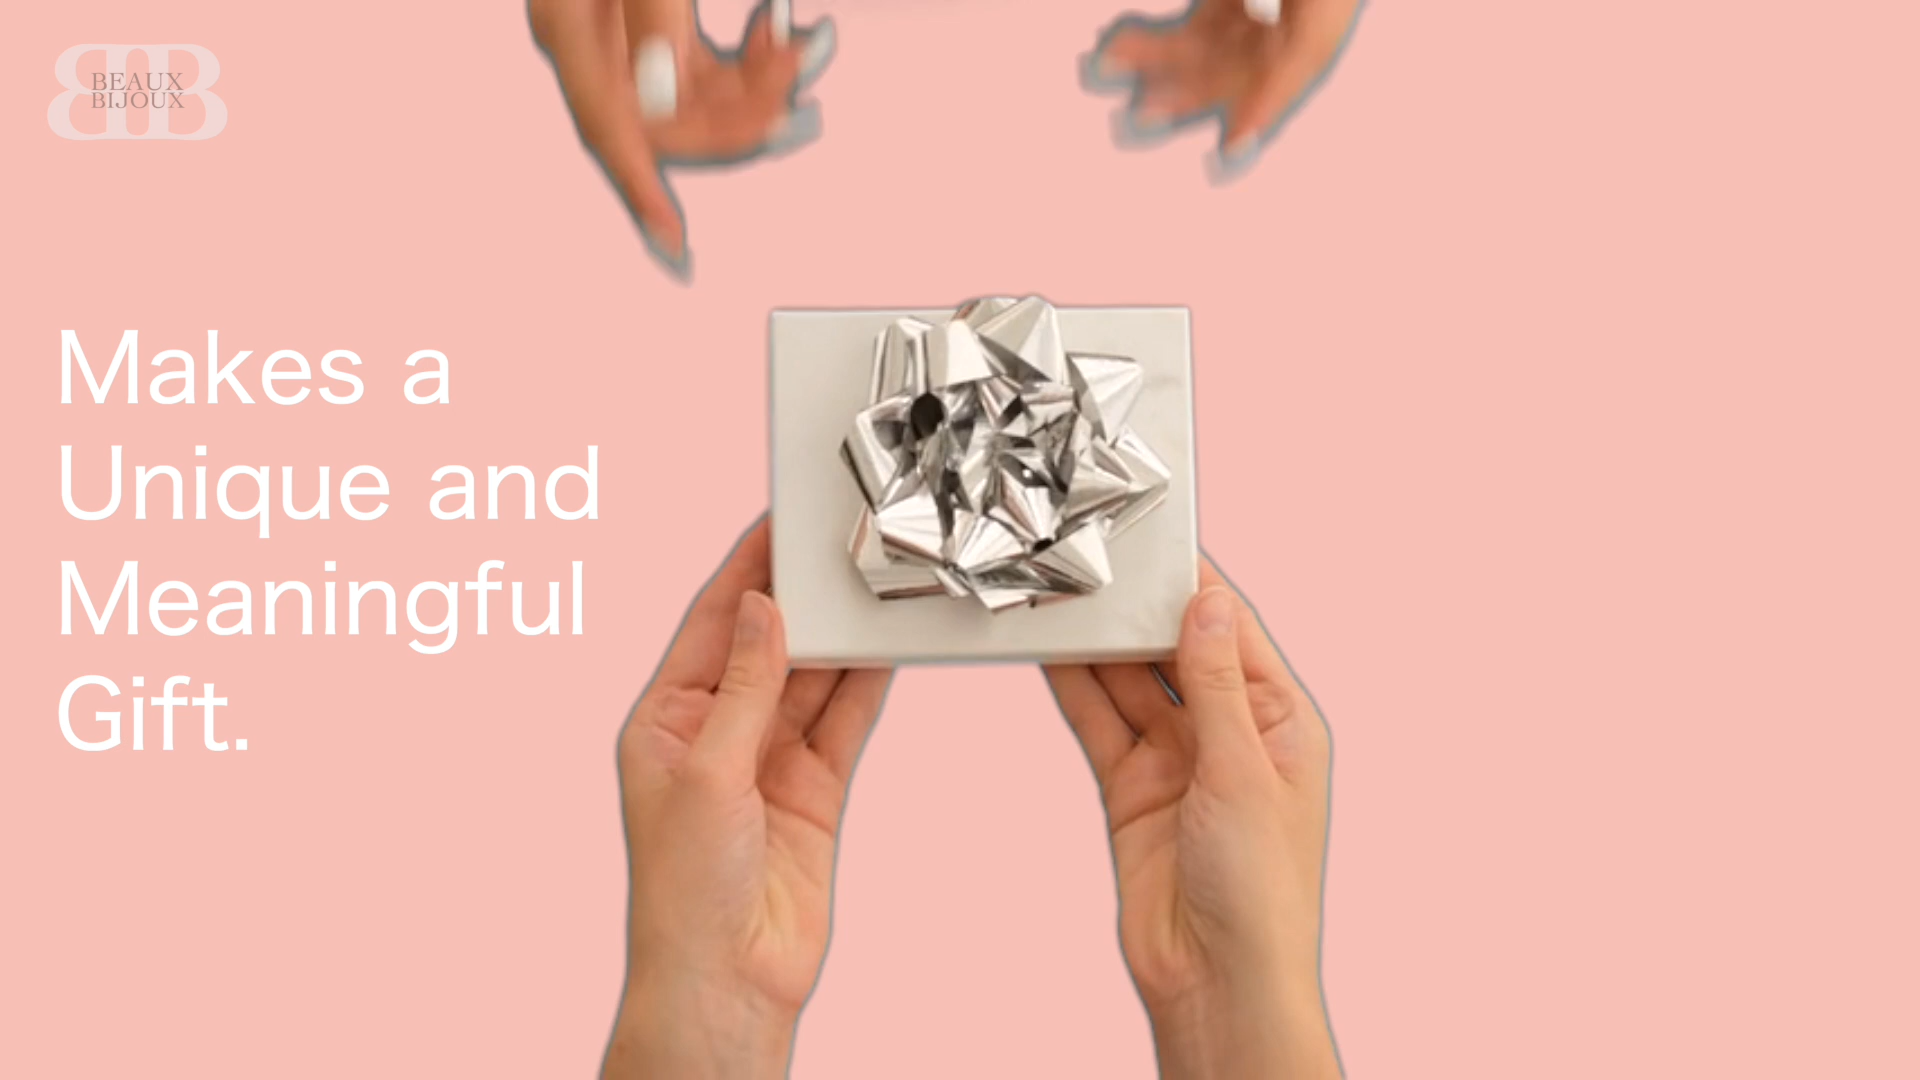 BEAUX
BIJOUX
Makes a
Unique and
Meaningful
Gift.